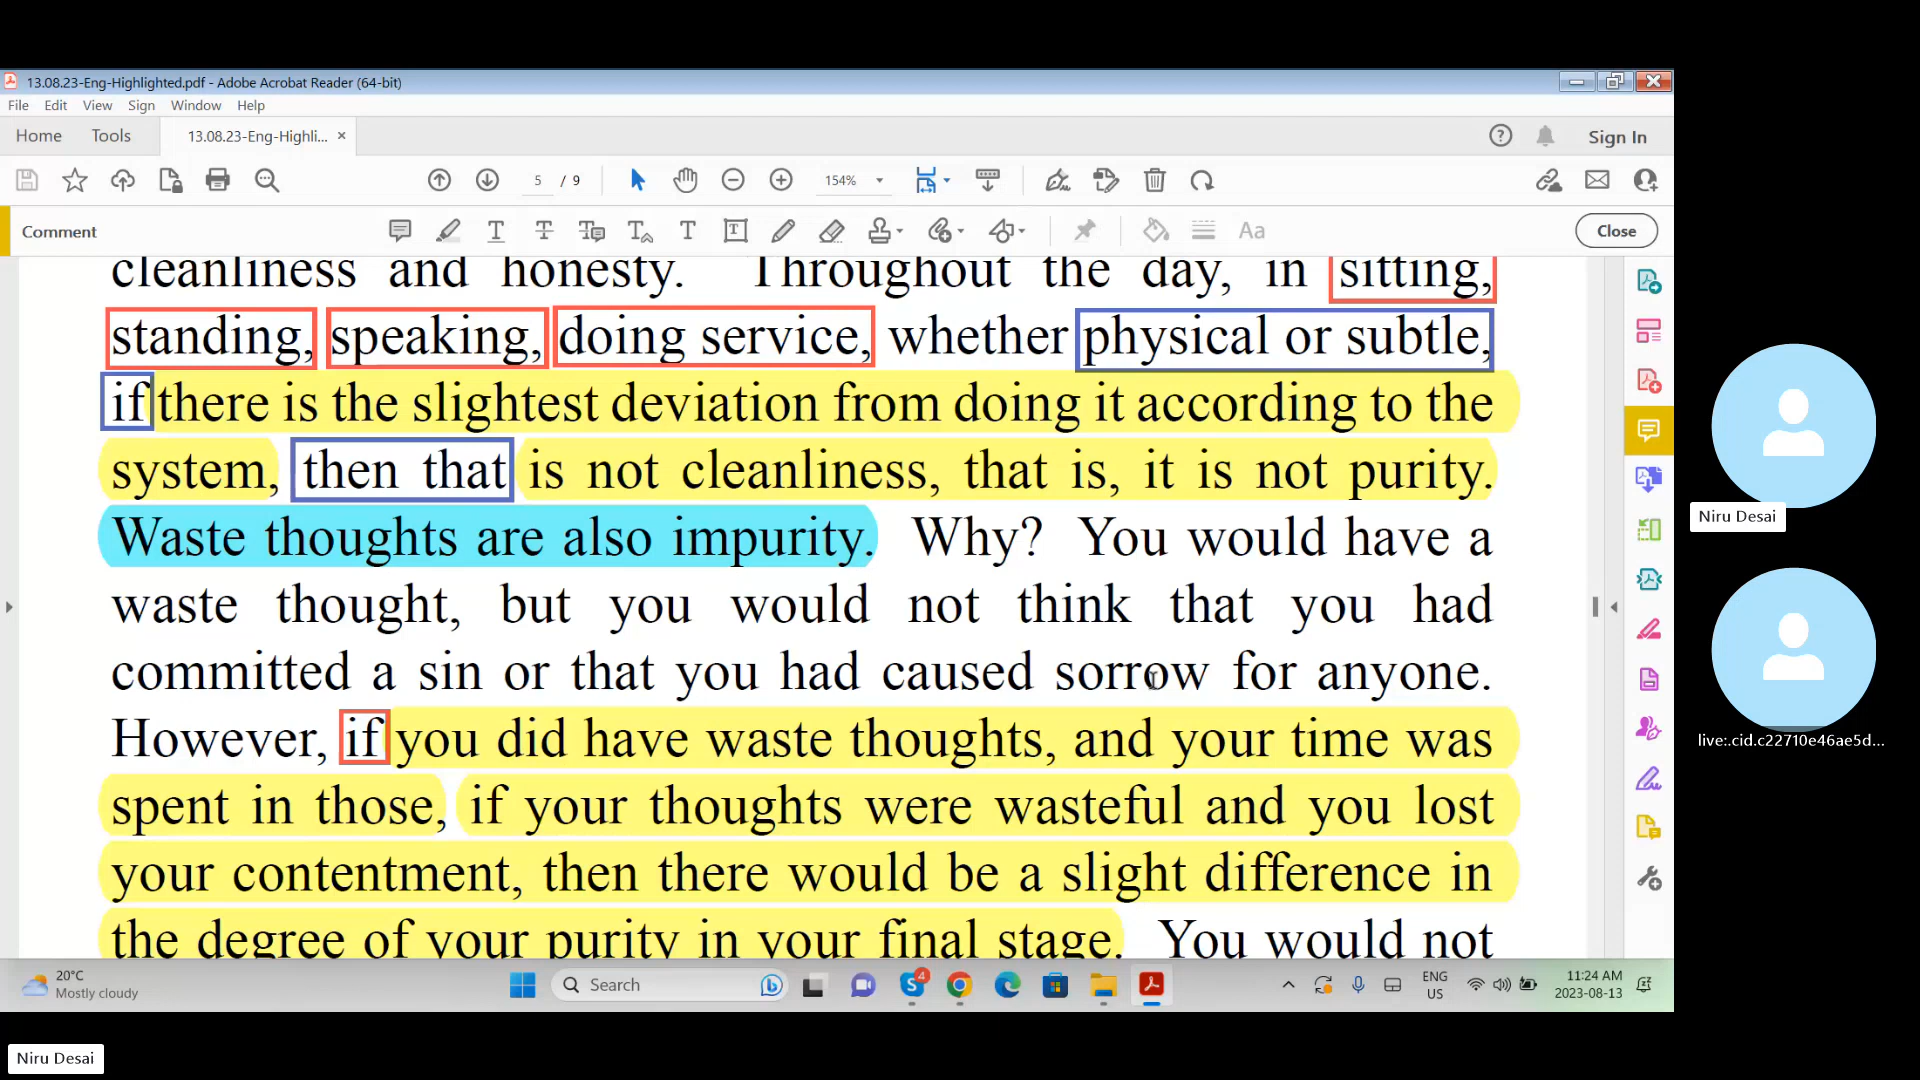 13.08.23-Eng-Highlighted.pdf - Adobe Acrobat Reader (64-bit)
File Edit View Sign Window Help
Home Tools 13.08.23-Eng-Highli... × Sign In
5 / 9 154%
Comment Close
cleanliness and honesty. Throughout the day, in sitting,
standing, speaking, doing service, whether physical or subtle,
if there is the slightest deviation from doing it according to the
system, then that is not cleanliness, that is, it is not purity.
Waste thoughts are also impurity. Why? You would have a
waste thought, but you would not think that you had
committed a sin or that you had caused sorrow for anyone.
However, if you did have waste thoughts, and your time was
spent in those, if your thoughts were wasteful and you lost
your contentment, then there would be a slight difference in
the degree of your purity in your final stage. You would not
Niru Desai
live:.cid.c22710e46ae5d...
20°C
Mostly cloudy
Search
4
ENG
US
11:24 AM
2023-08-13
Niru Desai